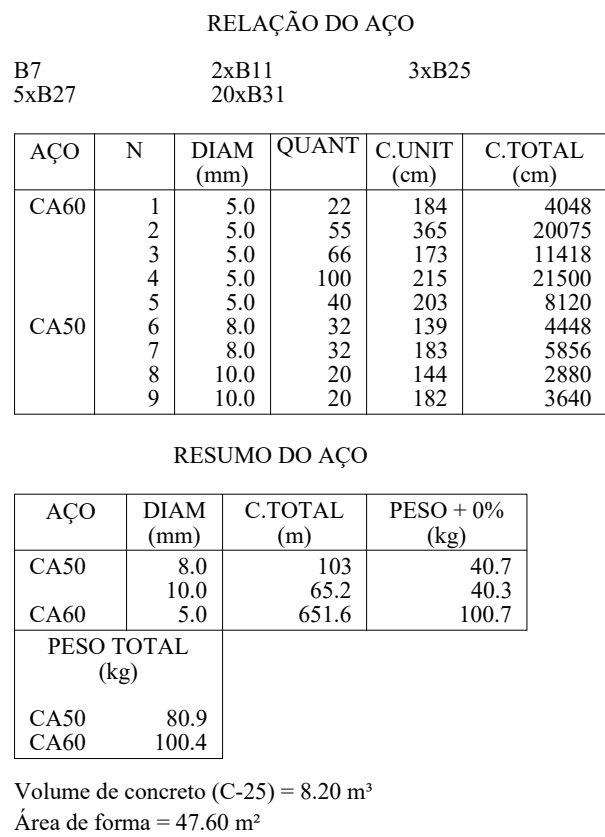 RELAÇÃO DO AÇO
B7 2xB11 3xB25
5xB27 20xB31
AÇO N DIAM QUANT C.UNIT C.TOTAL
(mm) (cm) (cm)
CA60 1 5.0 22 184 4048
2 5.0 55 365 20075
3 5.0 66 173 11418
4 5.0 100 215 21500
5 5.0 40 203 8120
CA50 6 8.0 32 139 4448
7 8.0 32 183 5856
8 10.0 20 144 2880
9 10.0 20 182 3640
RESUMO DO AÇO
AÇO DIAM C.TOTAL PESO + 0%
(mm) (m) (kg)
CA50 8.0 103 40.7
10.0 65.2 40.3
CA60 5.0 651.6 100.7
PESO TOTAL
(kg)
CA50 80.9
CA60 100.4
Volume de concreto (C-25) = 8.20 m³
Área de forma = 47.60 m²